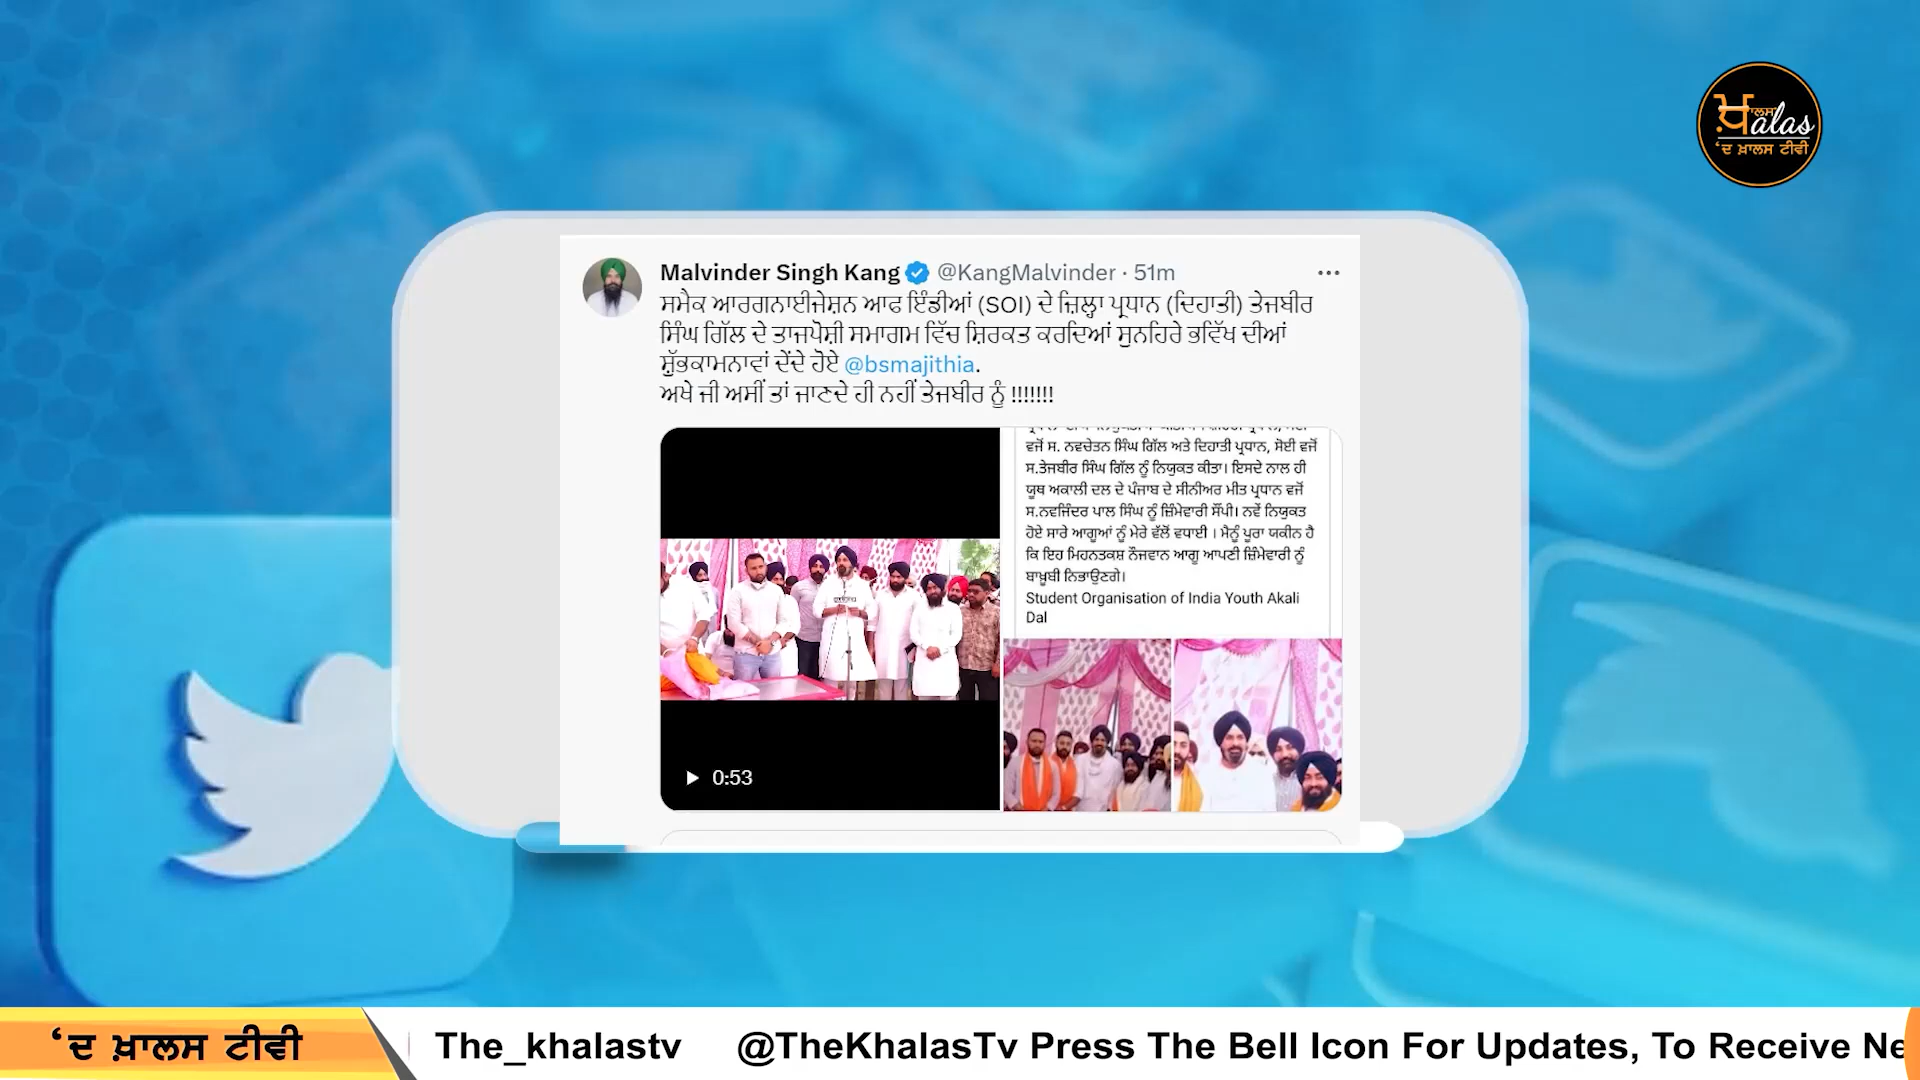 ਖ਼ਾਲਸ
alas
‘ਦ ਖ਼ਾਲਸ ਟੀਵੀ
Malvinder Singh Kang @KangMalvinder · 51m
ਸਮੈਕ ਆਰਗਨਾਈਜੇਸ਼ਨ ਆਫ ਇੰਡੀਆਂ (SOI) ਦੇ ਜ਼ਿਲ੍ਹਾ ਪ੍ਰਧਾਨ (ਦਿਹਾਤੀ) ਤੇਜਬੀਰ
ਸਿੰਘ ਗਿੱਲ ਦੇ ਤਾਜਪੋਸ਼ੀ ਸਮਾਗਮ ਵਿੱਚ ਸ਼ਿਰਕਤ ਕਰਦਿਆਂ ਸੁਨਹਿਰੇ ਭਵਿੱਖ ਦੀਆਂ
ਸ਼ੁੱਭਕਾਮਨਾਵਾਂ ਦੇਂਦੇ ਹੋਏ @bsmajithia.
ਅਖੇ ਜੀ ਅਸੀਂ ਤਾਂ ਜਾਣਦੇ ਹੀ ਨਹੀਂ ਤੇਜਬੀਰ ਨੂੰ !!!!!!!
ਵਜੋਂ ਸ. ਨਵਚੇਤਨ ਸਿੰਘ ਗਿੱਲ ਅਤੇ ਦਿਹਾਤੀ ਪ੍ਰਧਾਨ, ਸੋਈ ਵਜੋਂ
ਸ.ਤੇਜਬੀਰ ਸਿੰਘ ਗਿੱਲ ਨੂੰ ਨਿਯੁਕਤ ਕੀਤਾ। ਇਸਦੇ ਨਾਲ ਹੀ
ਯੂਥ ਅਕਾਲੀ ਦਲ ਦੇ ਪੰਜਾਬ ਦੇ ਸੀਨੀਅਰ ਮੀਤ ਪ੍ਰਧਾਨ ਵਜੋਂ
ਸ.ਨਵਜਿੰਦਰ ਪਾਲ ਸਿੰਘ ਨੂੰ ਜ਼ਿੰਮੇਵਾਰੀ ਸੌਂਪੀ। ਨਵੇਂ ਨਿਯੁਕਤ
ਹੋਏ ਸਾਰੇ ਆਗੂਆਂ ਨੂੰ ਮੇਰੇ ਵੱਲੋਂ ਵਧਾਈ । ਮੈਨੂੰ ਪੂਰਾ ਯਕੀਨ ਹੈ
ਕਿ ਇਹ ਮਿਹਨਤਕਸ਼ ਨੌਜਵਾਨ ਆਗੂ ਆਪਣੀ ਜ਼ਿੰਮੇਵਾਰੀ ਨੂੰ
ਬਾਖ਼ੂਬੀ ਨਿਭਾਉਣਗੇ।
Student Organisation of India Youth Akali
Dal
0:53
‘ਦ ਖ਼ਾਲਸ ਟੀਵੀ
The_khalastv @TheKhalasTv Press The Bell Icon For Updates, To Receive Ne